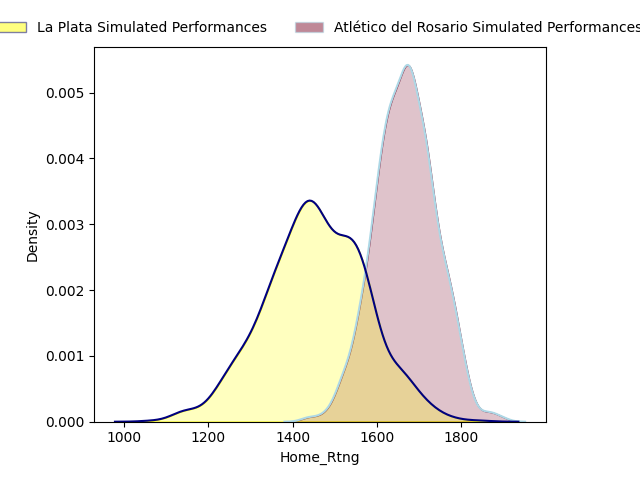 La Plata Simulated Performances Atlético del Rosario Simulated Performances
0.005
0.004
0.003
0.002
0.001
0.000
Density
1000 1200 1400 1600 1800
Home_Rtng